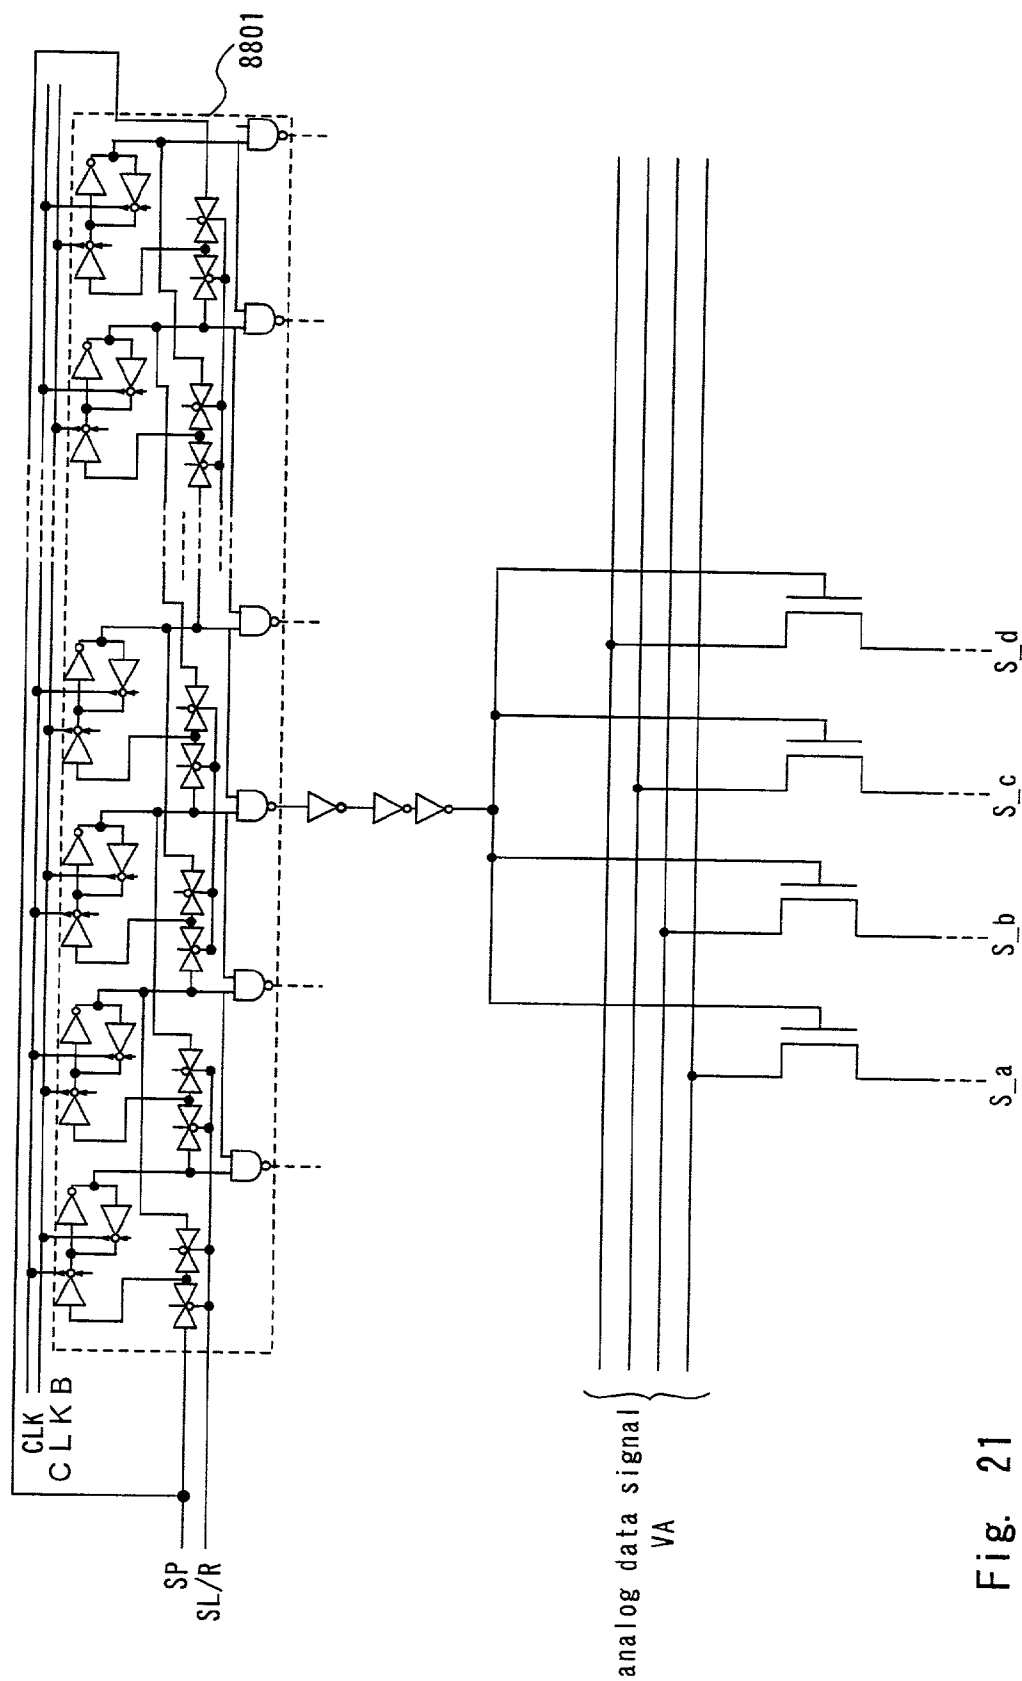 8801
CLK
CLKB
SP
SL/R
analog data signal
VA
S_a
S_b
S_c
S_d
Fig. 21